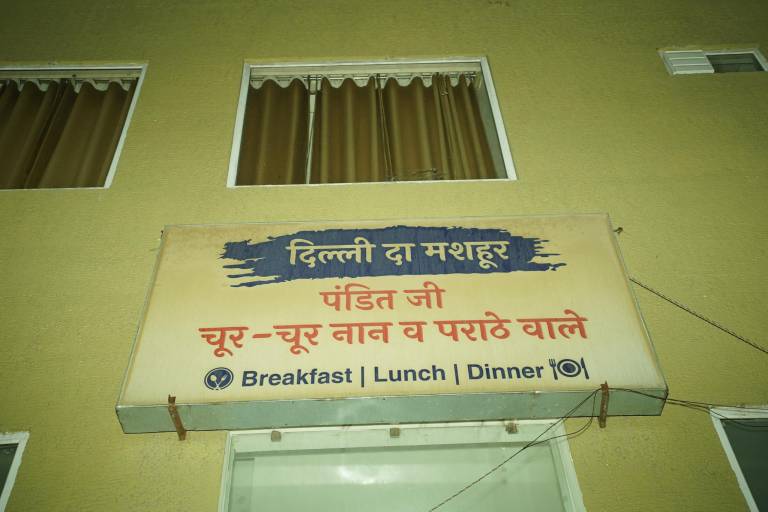 दिल्ली दा मशहूर
पंडित जी
चूर-चूर नान व पराठे वाले
Breakfast | Lunch | Dinner